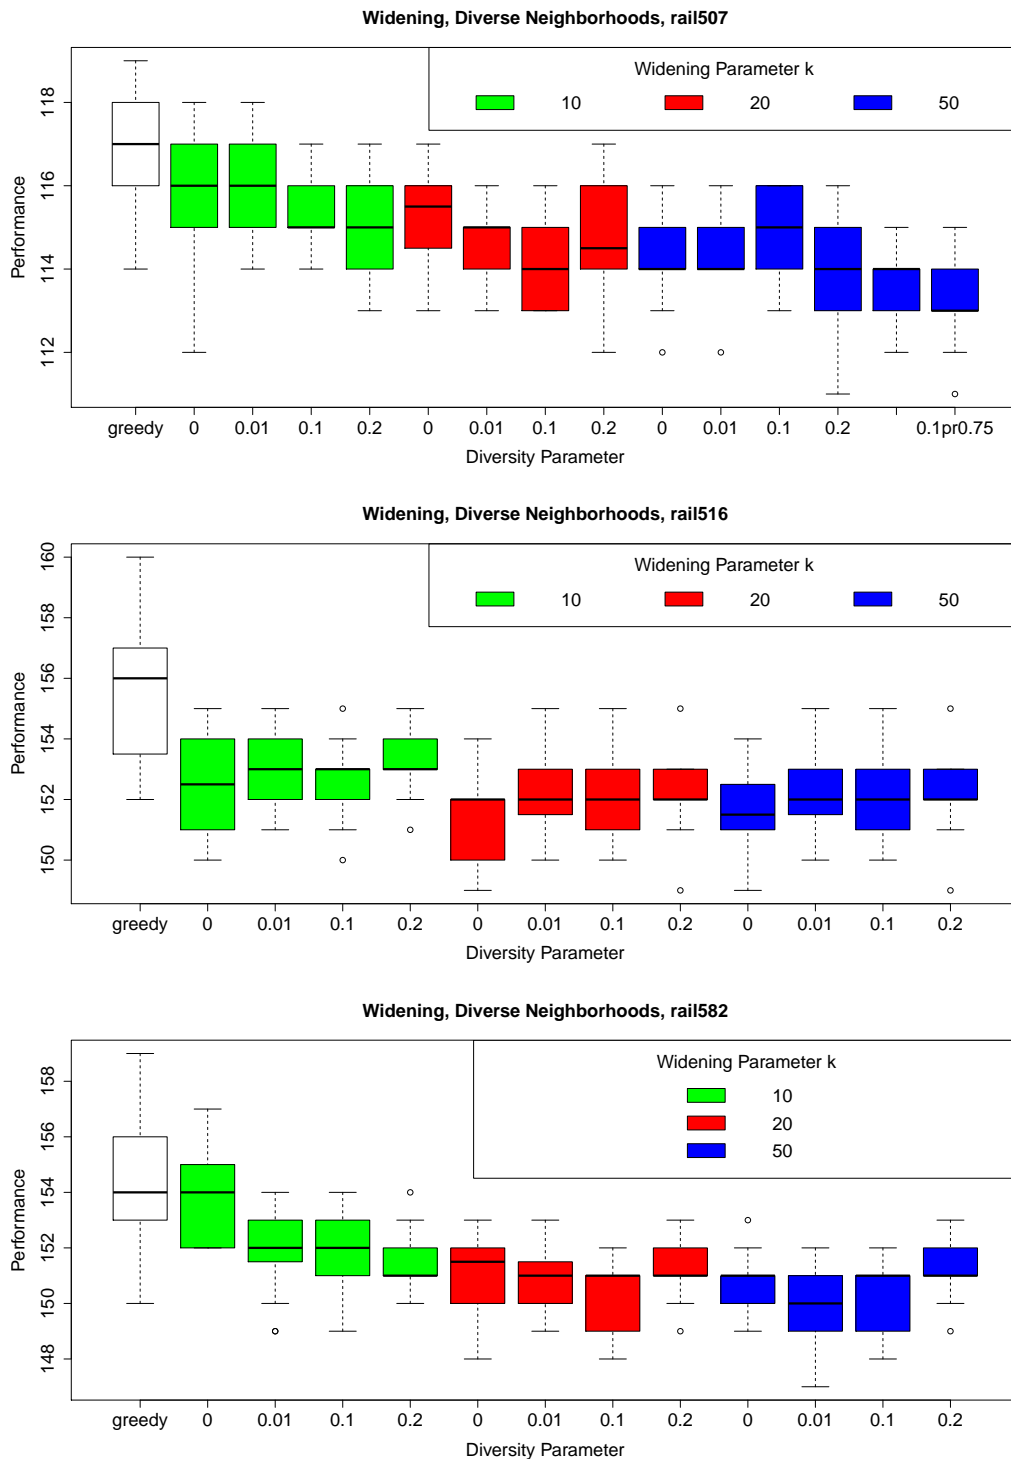 Widening, Diverse Neighborhoods, rail507
Widening Parameter k
10 20 50
Performance
118
116
114
112
greedy 0 0.01 0.1 0.2 0 0.01 0.1 0.2 0 0.01 0.1 0.2 0.1pr0.75
Diversity Parameter
Widening, Diverse Neighborhoods, rail516
Widening Parameter k
10 20 50
Performance
160
158
156
154
152
150
greedy 0 0.01 0.1 0.2 0 0.01 0.1 0.2 0 0.01 0.1 0.2
Diversity Parameter
Widening, Diverse Neighborhoods, rail582
Widening Parameter k
10
20
50
Performance
158
156
154
152
150
148
greedy 0 0.01 0.1 0.2 0 0.01 0.1 0.2 0 0.01 0.1 0.2
Diversity Parameter